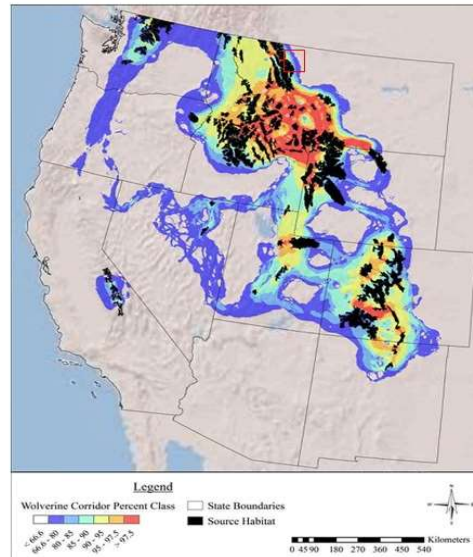 Legend
Wolverine Corridor Percent Class
< 66.6
66.6 - 80
80 - 85
85 - 90
90 - 95
95 - 97.5
> 97.5
State Boundaries
Source Habitat
N
Kilometers
0 45 90 180 270 360 450 540